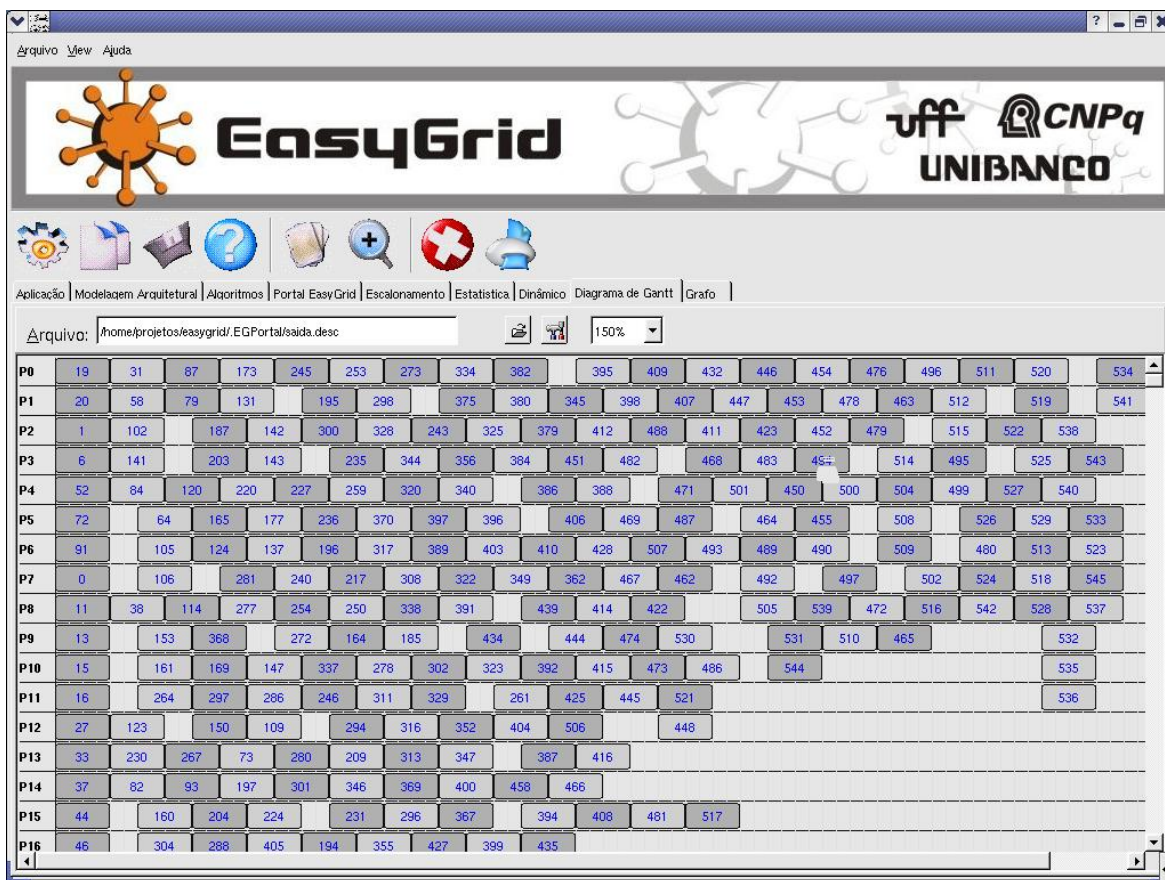 ?
Arquivo View Ajuda
EasyGrid
uff CNPq
UNIBANCO
Aplicação Modelagem Arquitetural Algoritmos Portal EasyGrid Escalonamento Estatistica Dinâmico Diagrama de Gantt Grafo
Arquivo: /home/projetos/easygrid/.EGPortal/saida.desc 150%
P0 19 31 87 173 245 253 273 334 382 395 409 432 446 454 476 496 511 520 534
P1 20 58 79 131 195 298 375 380 345 398 407 447 453 478 463 512 519 541
P2 1 102 187 142 300 328 243 325 379 412 488 411 423 452 479 515 522 538
P3 6 141 203 143 235 344 356 384 451 482 468 483 494 514 495 525 543
P4 52 84 120 220 227 259 320 340 386 388 471 501 450 500 504 499 527 540
P5 72 64 165 177 236 370 397 396 406 469 487 464 455 508 526 529 533
P6 91 105 124 137 196 317 389 403 410 428 507 493 489 490 509 480 513 523
P7 0 106 281 240 217 308 322 349 362 467 462 492 497 502 524 518 545
P8 11 38 114 277 254 250 338 391 439 414 422 505 539 472 516 542 528 537
P9 13 153 368 272 164 185 434 444 474 530 531 510 465 532
P10 15 161 169 147 337 278 302 323 392 415 473 486 544 535
P11 16 264 297 286 246 311 329 261 425 445 521 536
P12 27 123 150 109 294 316 352 404 506 448
P13 33 230 267 73 280 209 313 347 387 416
P14 37 82 93 197 301 346 369 400 458 466
P15 44 160 204 224 231 296 367 394 408 481 517
P16 46 304 288 405 194 355 427 399 435